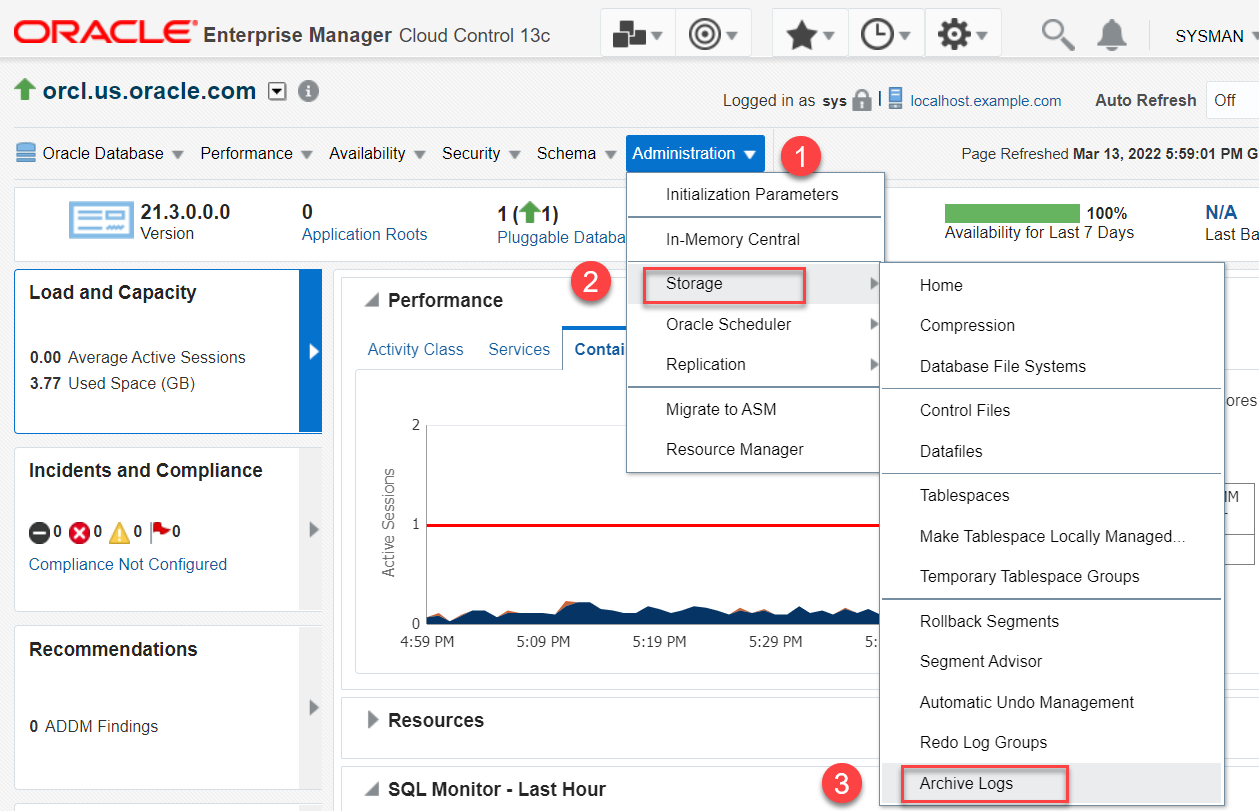 ORACLE Enterprise Manager Cloud Control 13c
SYSMAN
orcl.us.oracle.com
Logged in as sys
localhost.example.com
Auto Refresh
Off
Oracle Database Performance Availability Security Schema Administration
1
Page Refreshed Mar 13, 2022 5:59:01 PM G
21.3.0.0.0
Version
0
Application Roots
1 (1)
Pluggable Databa
100%
Availability for Last 7 Days
N/A
Last Ba
Initialization Parameters
In-Memory Central
2
Storage
Oracle Scheduler
Replication
Migrate to ASM
Resource Manager
Home
Compression
Database File Systems
Control Files
Datafiles
Tablespaces
Make Tablespace Locally Managed...
Temporary Tablespace Groups
Rollback Segments
Segment Advisor
Automatic Undo Management
Redo Log Groups
3
Archive Logs
Load and Capacity
0.00 Average Active Sessions
3.77 Used Space (GB)
Incidents and Compliance
0 0 0 0
Compliance Not Configured
Recommendations
0 ADDM Findings
Performance
Activity Class Services Contai
ores
2
1
0
Active Sessions
4:59 PM 5:09 PM 5:19 PM 5:29 PM 5:
Resources
SQL Monitor - Last Hour